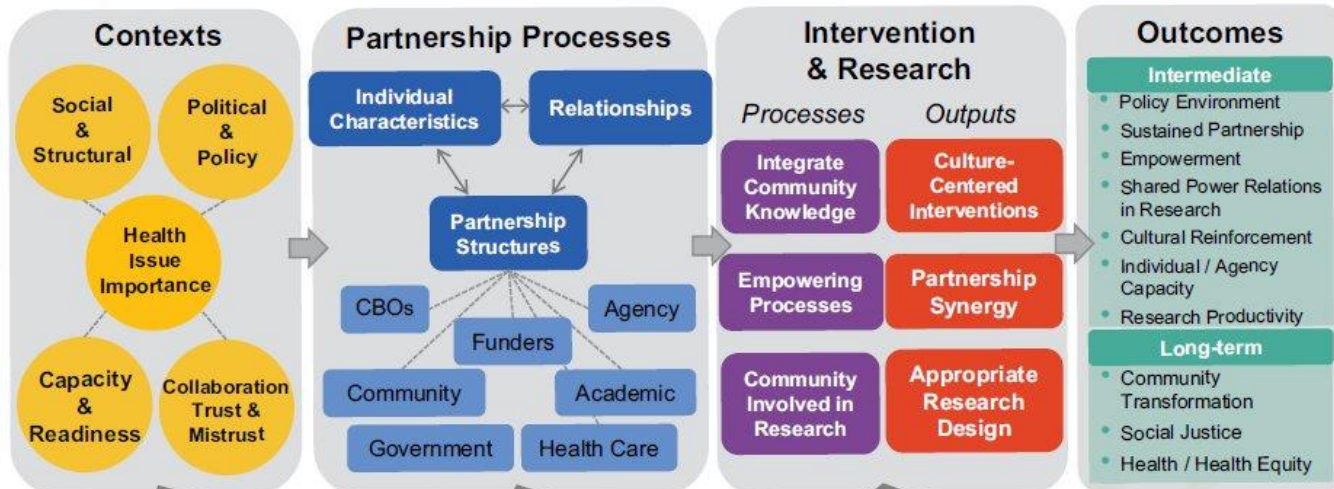 Contexts
Social
&
Structural
Political
&
Policy
Health
Issue
Importance
Capacity
&
Readiness
Collaboration
Trust &
Mistrust
Partnership Processes
Individual
Characteristics
Relationships
Partnership
Structures
CBOs
Agency
Funders
Community
Academic
Government
Health Care
Intervention
& Research
Processes
Outputs
Integrate
Community
Knowledge
Culture-
Centered
Interventions
Empowering
Processes
Partnership
Synergy
Community
Involved in
Research
Appropriate
Research
Design
Outcomes
Intermediate
• Policy Environment
• Sustained Partnership
• Empowerment
• Shared Power Relations
in Research
• Cultural Reinforcement
• Individual / Agency
Capacity
• Research Productivity
Long-term
• Community
Transformation
• Social Justice
• Health / Health Equity